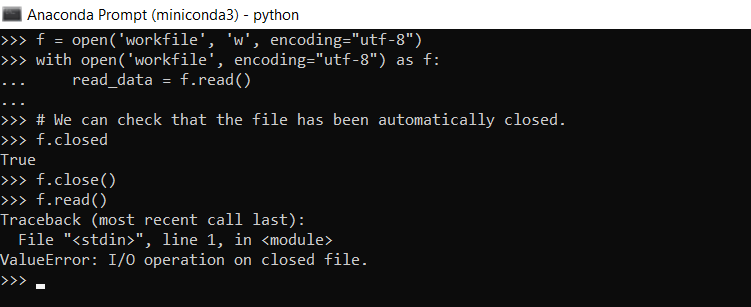 Anaconda Prompt (miniconda3) - python
>>> f = open('workfile', 'w', encoding="utf-8")
>>> with open('workfile', encoding="utf-8") as f:
...     read_data = f.read()
...
>>> # We can check that the file has been automatically closed.
>>> f.closed
True
>>> f.close()
>>> f.read()
Traceback (most recent call last):
  File "<stdin>", line 1, in <module>
ValueError: I/O operation on closed file.
>>>